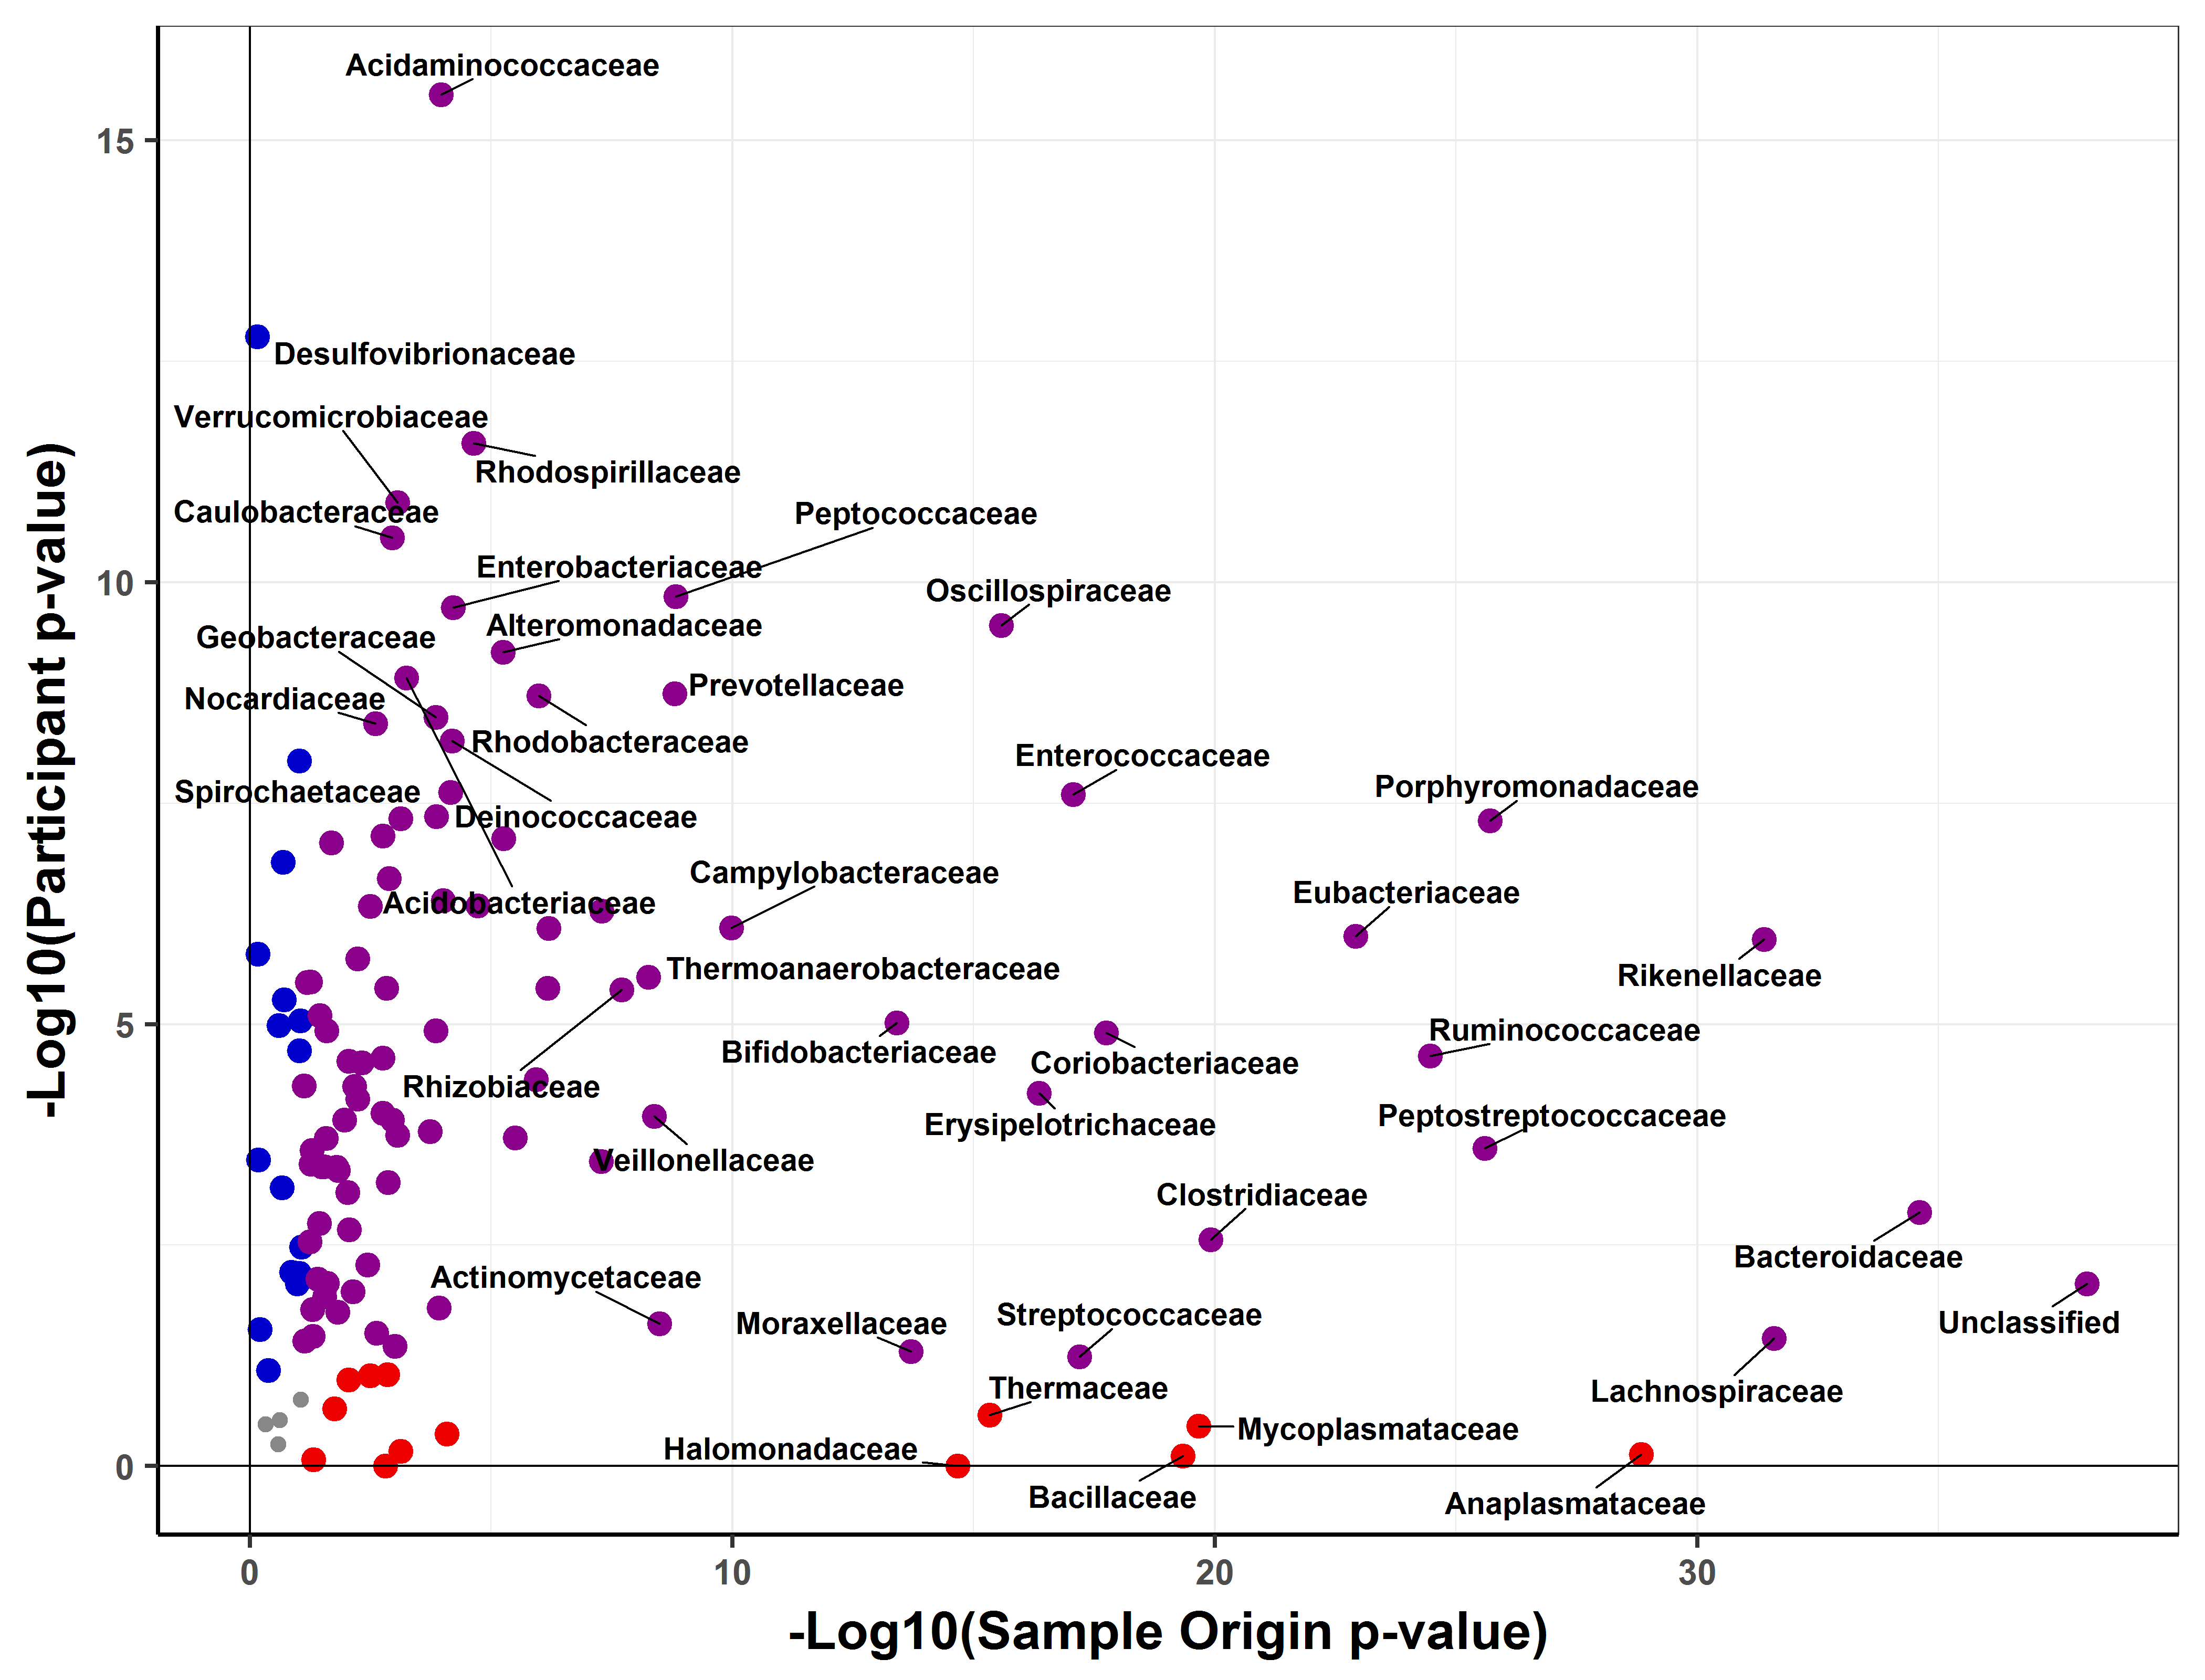 Acidaminococcaceae
15
Desulfovibrionaceae
Verrucomicrobiaceae
Rhodospirillaceae
Caulobacteraceae
Peptococcaceae
Enterobacteriaceae
10
Oscillospiraceae
Alteromonadaceae
Geobacteraceae
Prevotellaceae
Nocardiaceae
Rhodobacteraceae
Enterococcaceae
Spirochaetaceae
Porphyromonadaceae
Deinococcaceae
Campylobacteraceae
Eubacteriaceae
Acidobacteriaceae
Thermoanaerobacteraceae
Rikenellaceae
5
Bifidobacteriaceae
Coriobacteriaceae
Ruminococcaceae
Rhizobiaceae
Erysipelotrichaceae
Peptostreptococcaceae
Veillonellaceae
Clostridiaceae
Bacteroidaceae
Actinomycetaceae
Moraxellaceae
Streptococcaceae
Unclassified
Thermaceae
Lachnospiraceae
Mycoplasmataceae
Halomonadaceae
0
Bacillaceae
Anaplasmataceae
0 10 20 30
-Log10(Sample Origin p-value)
-Log10(Participant p-value)